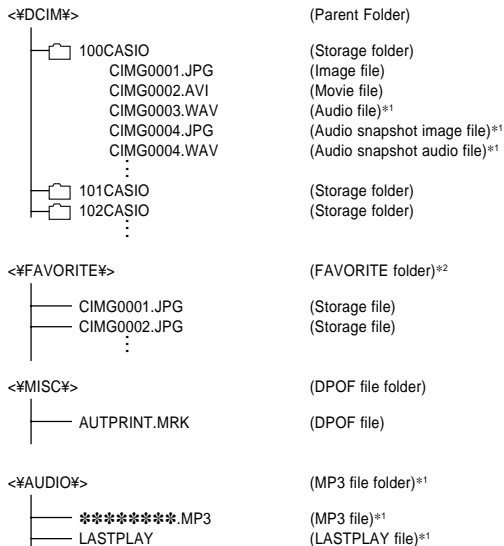 <¥DCIM¥> (Parent Folder)
100CASIO (Storage folder)
CIMG0001.JPG (Image file)
CIMG0002.AVI (Movie file)
CIMG0003.WAV (Audio file)*1
CIMG0004.JPG (Audio snapshot image file)*1
CIMG0004.WAV (Audio snapshot audio file)*1
101CASIO (Storage folder)
102CASIO (Storage folder)
<¥FAVORITE¥> (FAVORITE folder)*2
CIMG0001.JPG (Storage file)
CIMG0002.JPG (Storage file)
<¥MISC¥> (DPOF file folder)
AUTPRINT.MRK (DPOF file)
<¥AUDIO¥> (MP3 file folder)*1
✽✽✽✽✽✽✽✽.MP3 (MP3 file)*1
LASTPLAY (LASTPLAY file)*1